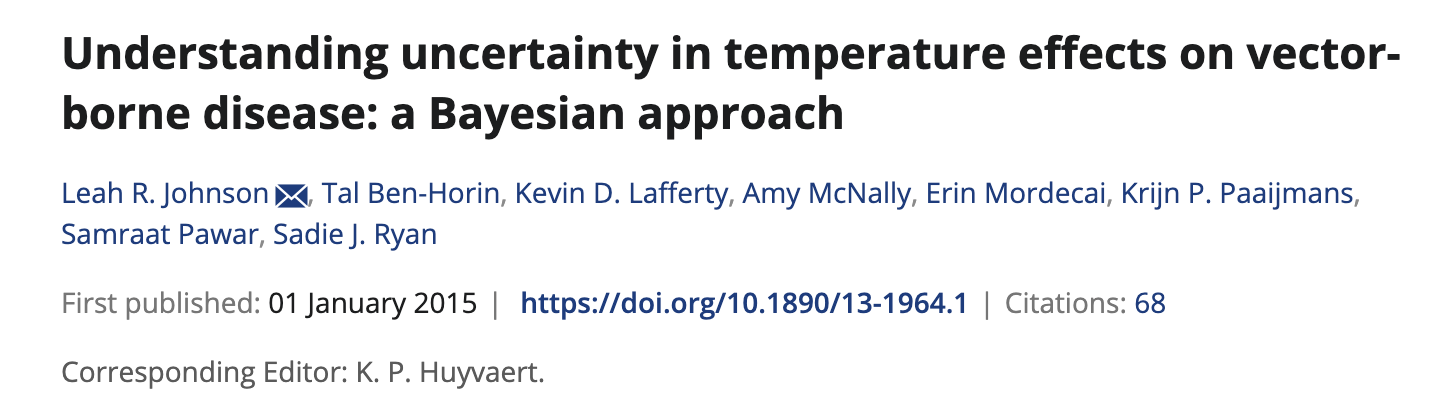 Understanding uncertainty in temperature effects on vector-
borne disease: a Bayesian approach
Leah R. Johnson, Tal Ben-Horin, Kevin D. Lafferty, Amy McNally, Erin Mordecai, Krijn P. Paaijmans,
Samraat Pawar, Sadie J. Ryan
First published: 01 January 2015 | https://doi.org/10.1890/13-1964.1 | Citations: 68
Corresponding Editor: K. P. Huyvaert.